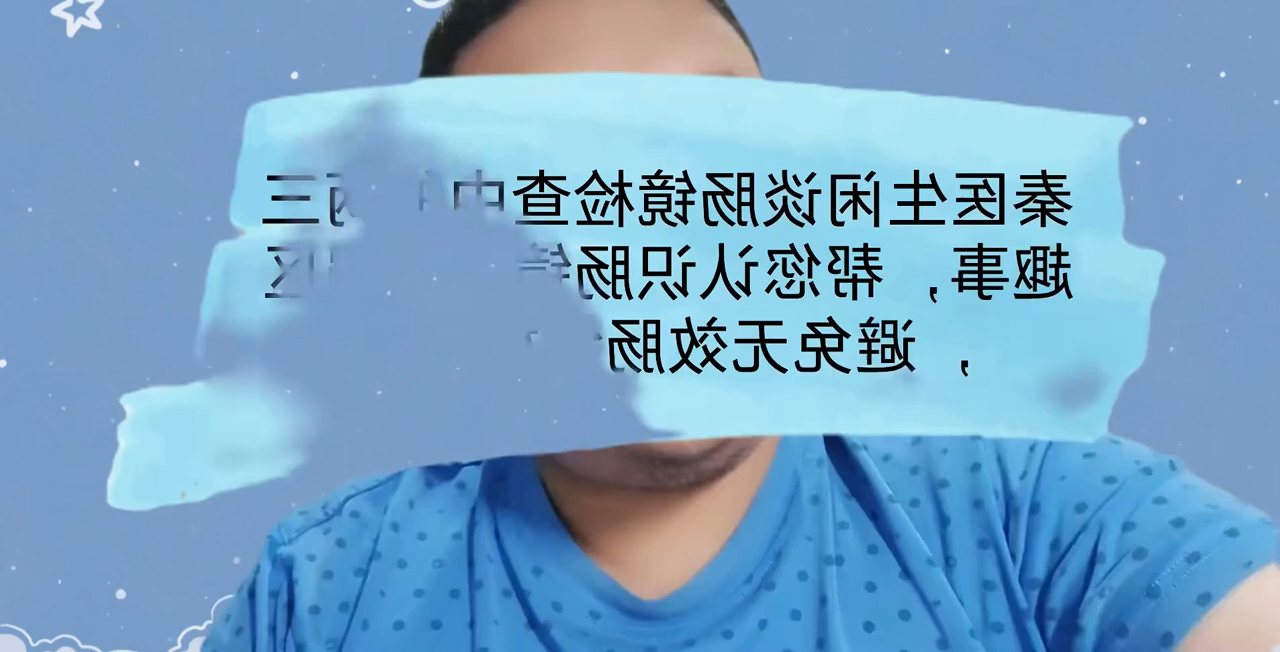 秦医生闲谈肠镜检查中 三
趣事，帮您认识肠 区
，避免无效肠